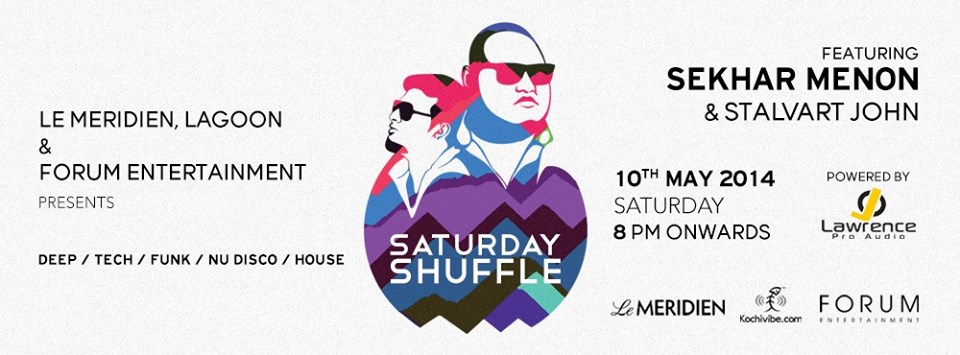 LE MERIDIEN, LAGOON
&
FORUM ENTERTAINMENT
PRESENTS
DEEP / TECH / FUNK / NU DISCO / HOUSE
SATURDAY
SHUFFLE
FEATURING
SEKHAR MENON
& STALVART JOHN
10TH MAY 2014
SATURDAY
8 PM ONWARDS
POWERED BY
Lawrence
Pro Audio
Le MERIDIEN
Kochivibe.com
FORUM
ENTERTAINMENT